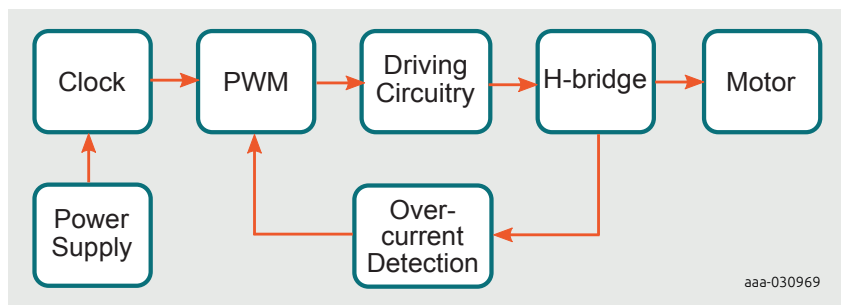 Clock
PWM
Driving
Circuitry
H-bridge
Motor
Power
Supply
Over-
current
Detection
aaa-030969